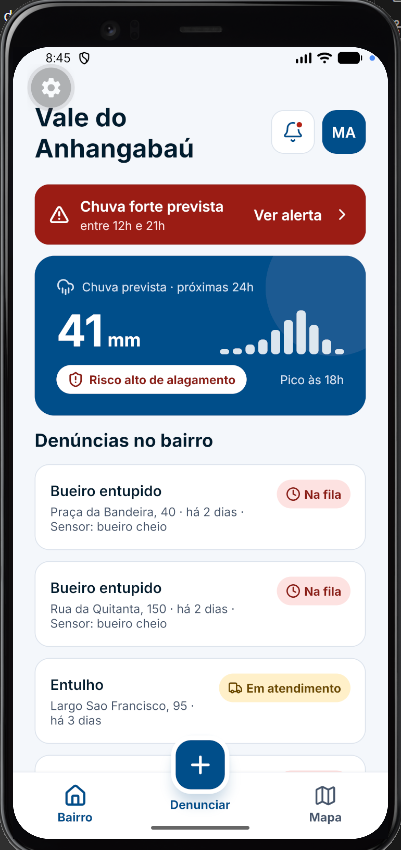 8:45
Vale do
Anhangabaú
MA
Chuva forte prevista
entre 12h e 21h
Ver alerta
Chuva prevista · próximas 24h
41 mm
Risco alto de alagamento
Pico às 18h
Denúncias no bairro
Bueiro entupido
Na fila
Praça da Bandeira, 40 · há 2 dias ·
Sensor: bueiro cheio
Bueiro entupido
Na fila
Rua da Quitanta, 150 · há 2 dias ·
Sensor: bueiro cheio
Entulho
Em atendimento
Largo Sao Francisco, 95 ·
há 3 dias
Bairro
Denunciar
Mapa